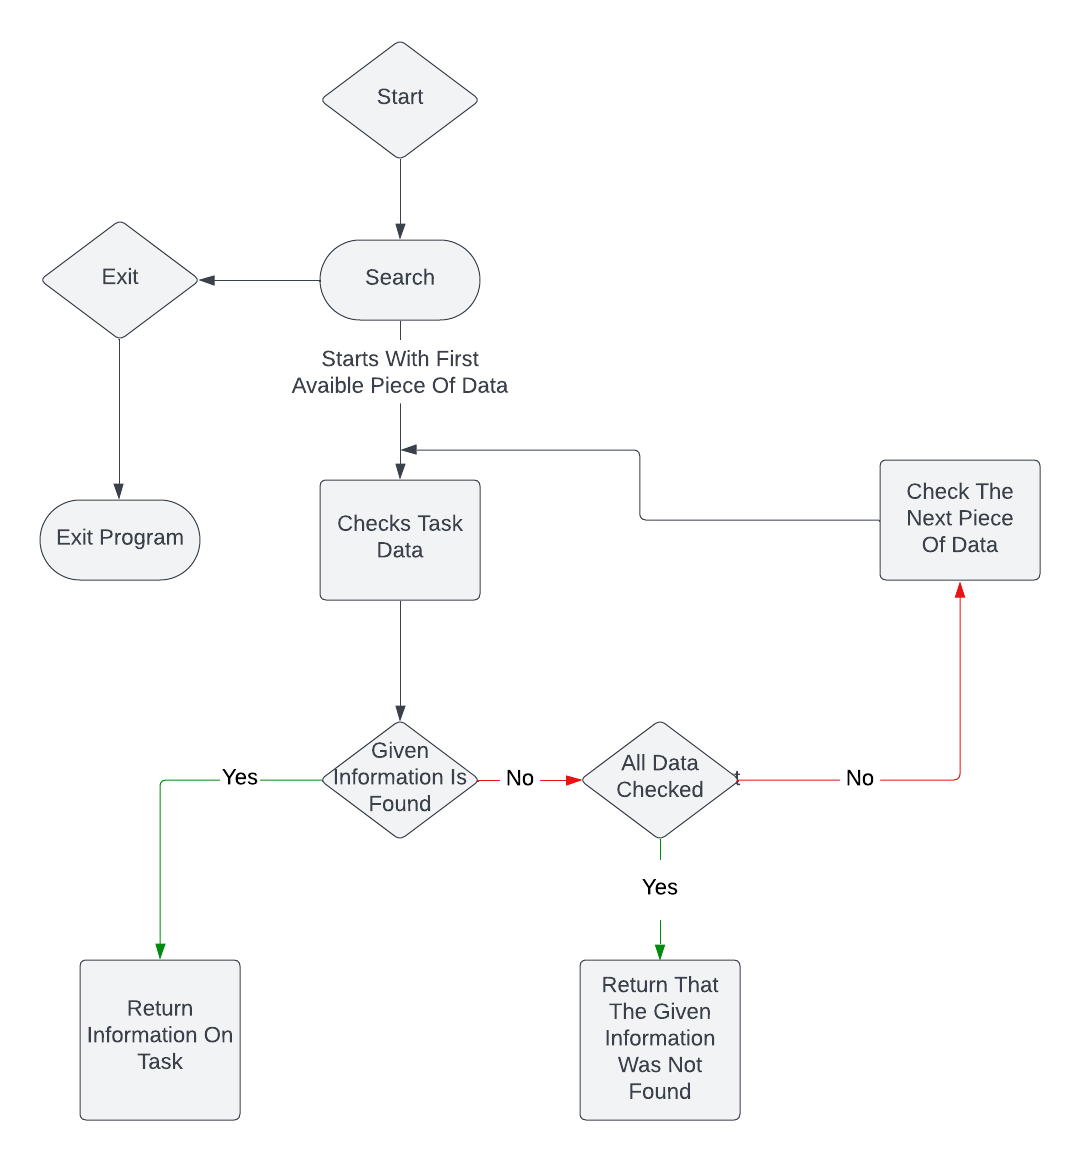 Start
Exit
Search
Starts With First
Avaible Piece Of Data
Check The
Next Piece
Of Data
Checks Task
Data
Exit Program
Given
Information Is
Found
Yes
No
All Data
Checked
t
No
Yes
Return
Information On
Task
Return That
The Given
Information
Was Not
Found